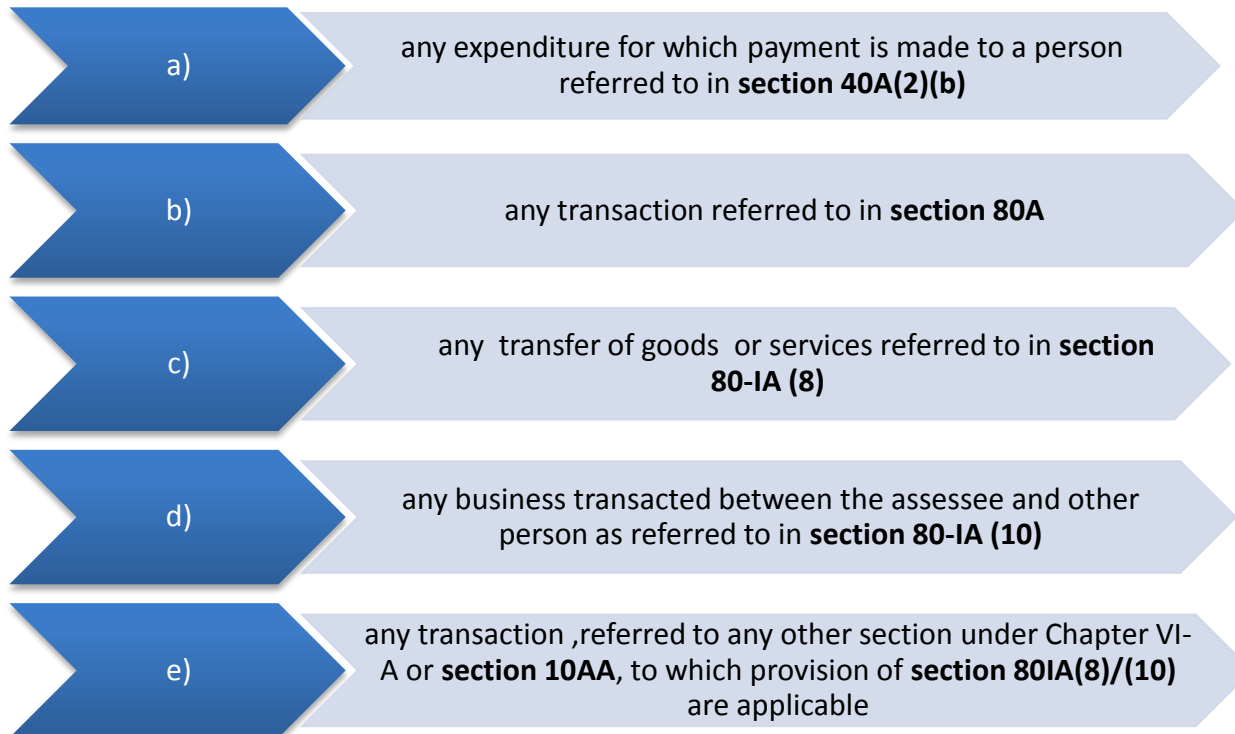 a)
any expenditure for which payment is made to a person
referred to in section 40A(2)(b)
b)
any transaction referred to in section 80A
c)
any  transfer of goods  or services referred to in section
80-IA (8)
d)
any business transacted between the assessee and other
person as referred to in section 80-IA (10)
e)
any transaction ,referred to any other section under Chapter VI-
A or section 10AA, to which provision of section 80IA(8)/(10)
are applicable